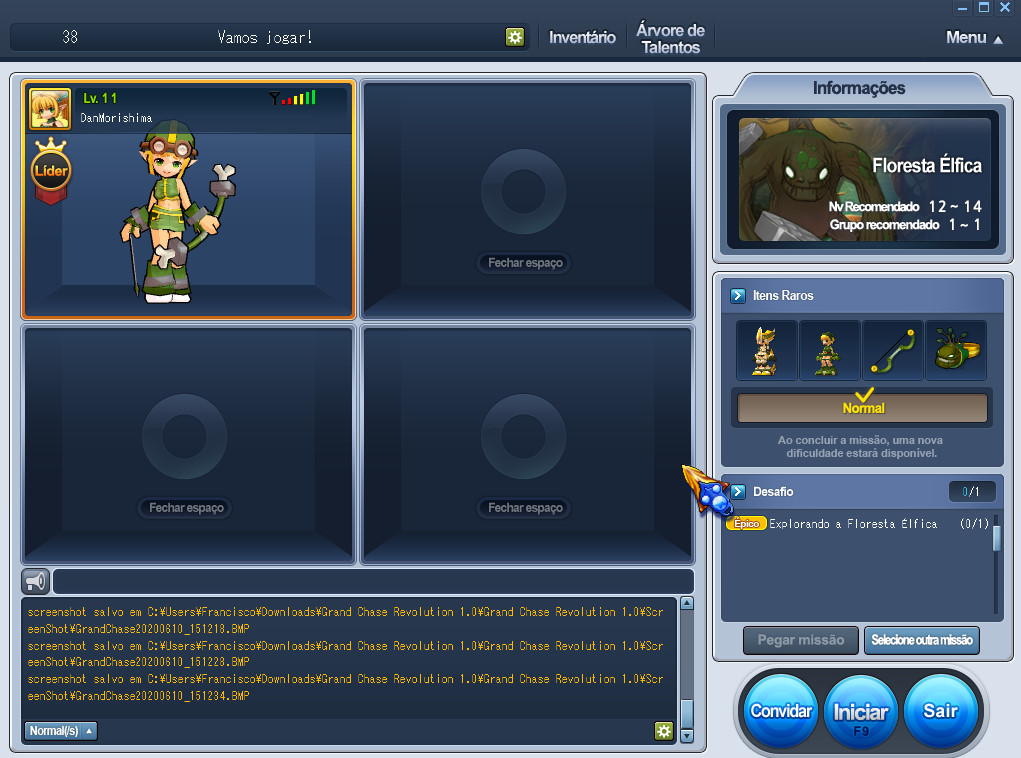 38 Vamos jogar! Inventário Árvore de
Talentos
Menu
Lv. 11
DanMorishima
Líder
Fechar espaço
Fechar espaço
Fechar espaço
Informações
Floresta Élfica
Nv Recomendado 12 ~ 14
Grupo recomendado 1 ~ 1
Itens Raros
Normal
Ao concluir a missão, uma nova
dificuldade estará disponível.
Desafio 0/1
Épico Explorando a Floresta Élfica (0/1)
Pegar missão Selecione outra missão
screenshot salvo em C:¥Users¥Francisco¥Downloads¥Grand Chase Revolution 1.0¥Grand Chase Revolution 1.0¥Scr
eenShot¥GrandChase20200610_151218.BMP
screenshot salvo em C:¥Users¥Francisco¥Downloads¥Grand Chase Revolution 1.0¥Grand Chase Revolution 1.0¥Scr
eenShot¥GrandChase20200610_151228.BMP
screenshot salvo em C:¥Users¥Francisco¥Downloads¥Grand Chase Revolution 1.0¥Grand Chase Revolution 1.0¥Scr
eenShot¥GrandChase20200610_151234.BMP
Normal(/s)
Convidar Iniciar Sair
F9